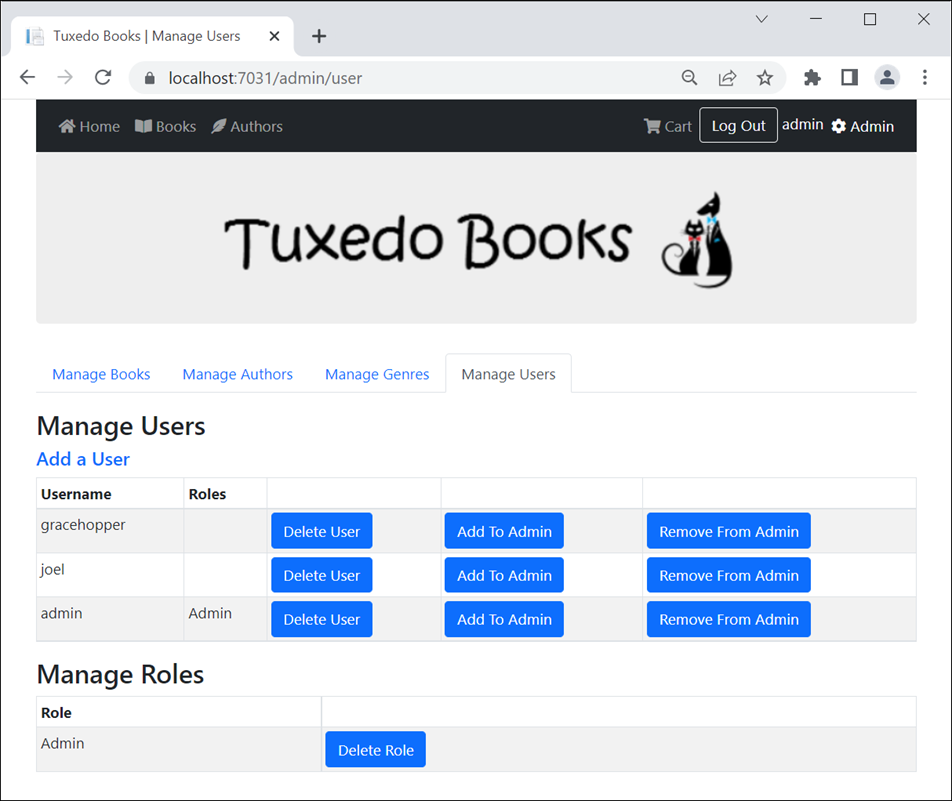 Tuxedo Books | Manage Users
localhost:7031/admin/user
Home Books Authors Cart Log Out admin Admin
Tuxedo Books
Manage Books Manage Authors Manage Genres Manage Users
Manage Users
Add a User
Username Roles
gracehopper Delete User Add To Admin Remove From Admin
joel Delete User Add To Admin Remove From Admin
admin Admin Delete User Add To Admin Remove From Admin
Manage Roles
Role
Admin Delete Role